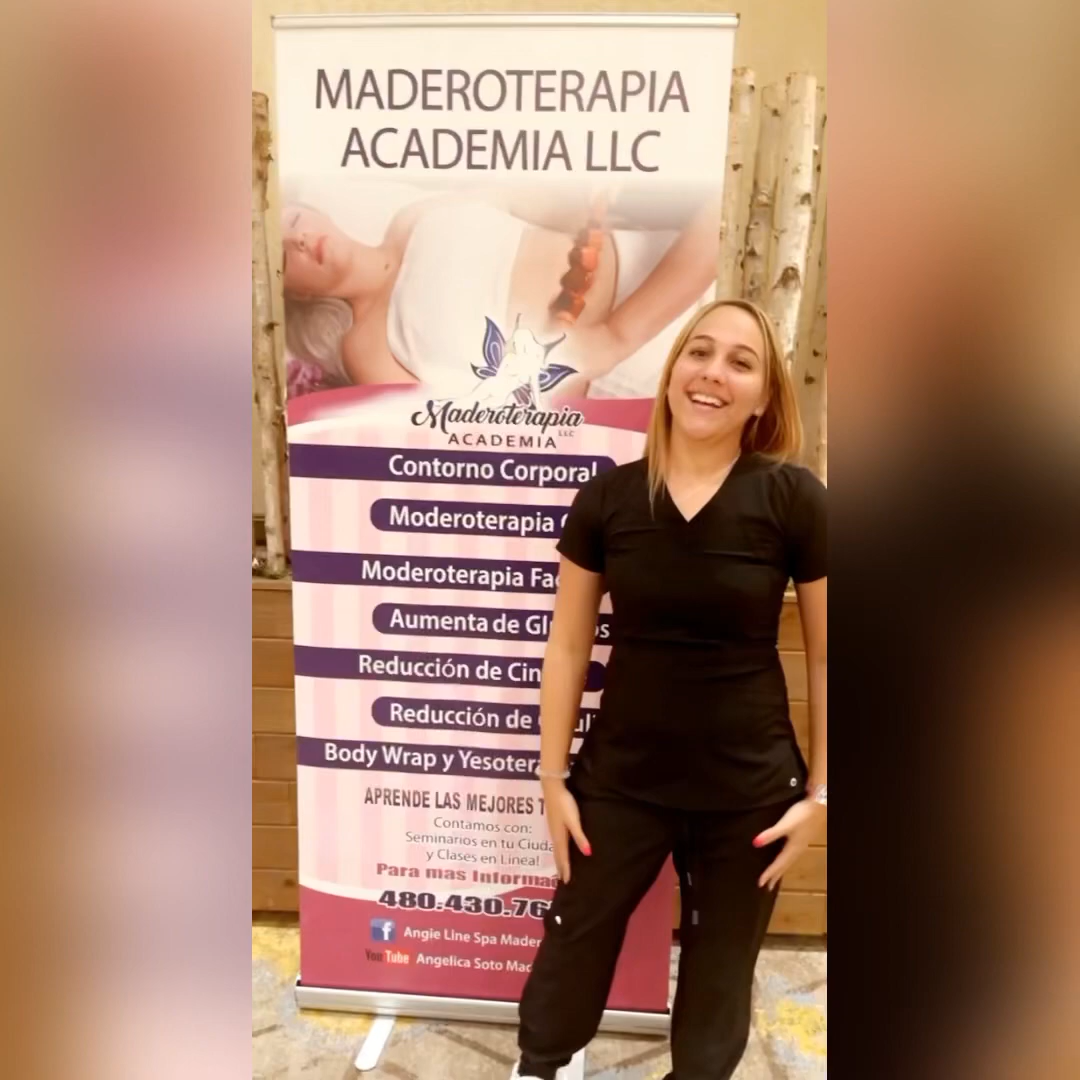 MADEROTERAPIA
ACADEMIA LLC
Maderoterapia
LLC
ACADEMIA
Contorno Corporal
Moderoterapia
Moderoterapia
Aumenta de
Reducción de
Reducción de
Body Wrap y
APRENDE LAS MEJORES
Contamos con:
Seminarios en tu
y Clases en Linea!
Para mas
480.430.76
f Angie Line Spa
YouTube Angelica Soto